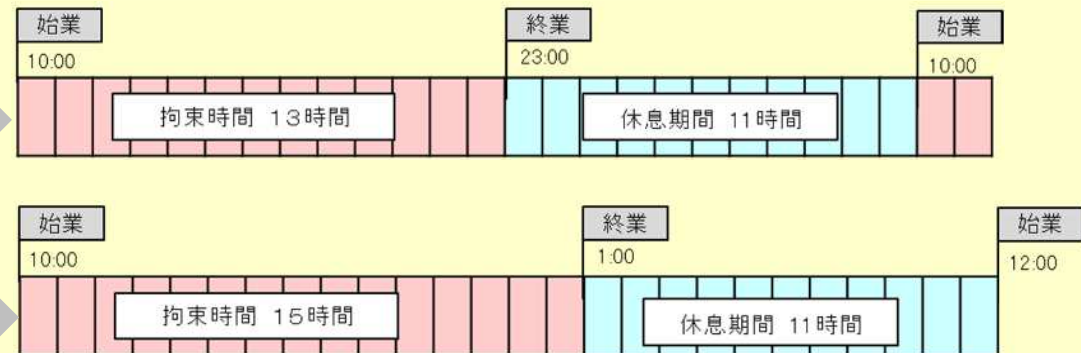 始業 終業 始業
10:00 23:00 10:00
拘束時間 13時間 休息期間 11時間
始業 終業 始業
10:00 1:00 12:00
拘束時間 15時間 休息期間 11時間